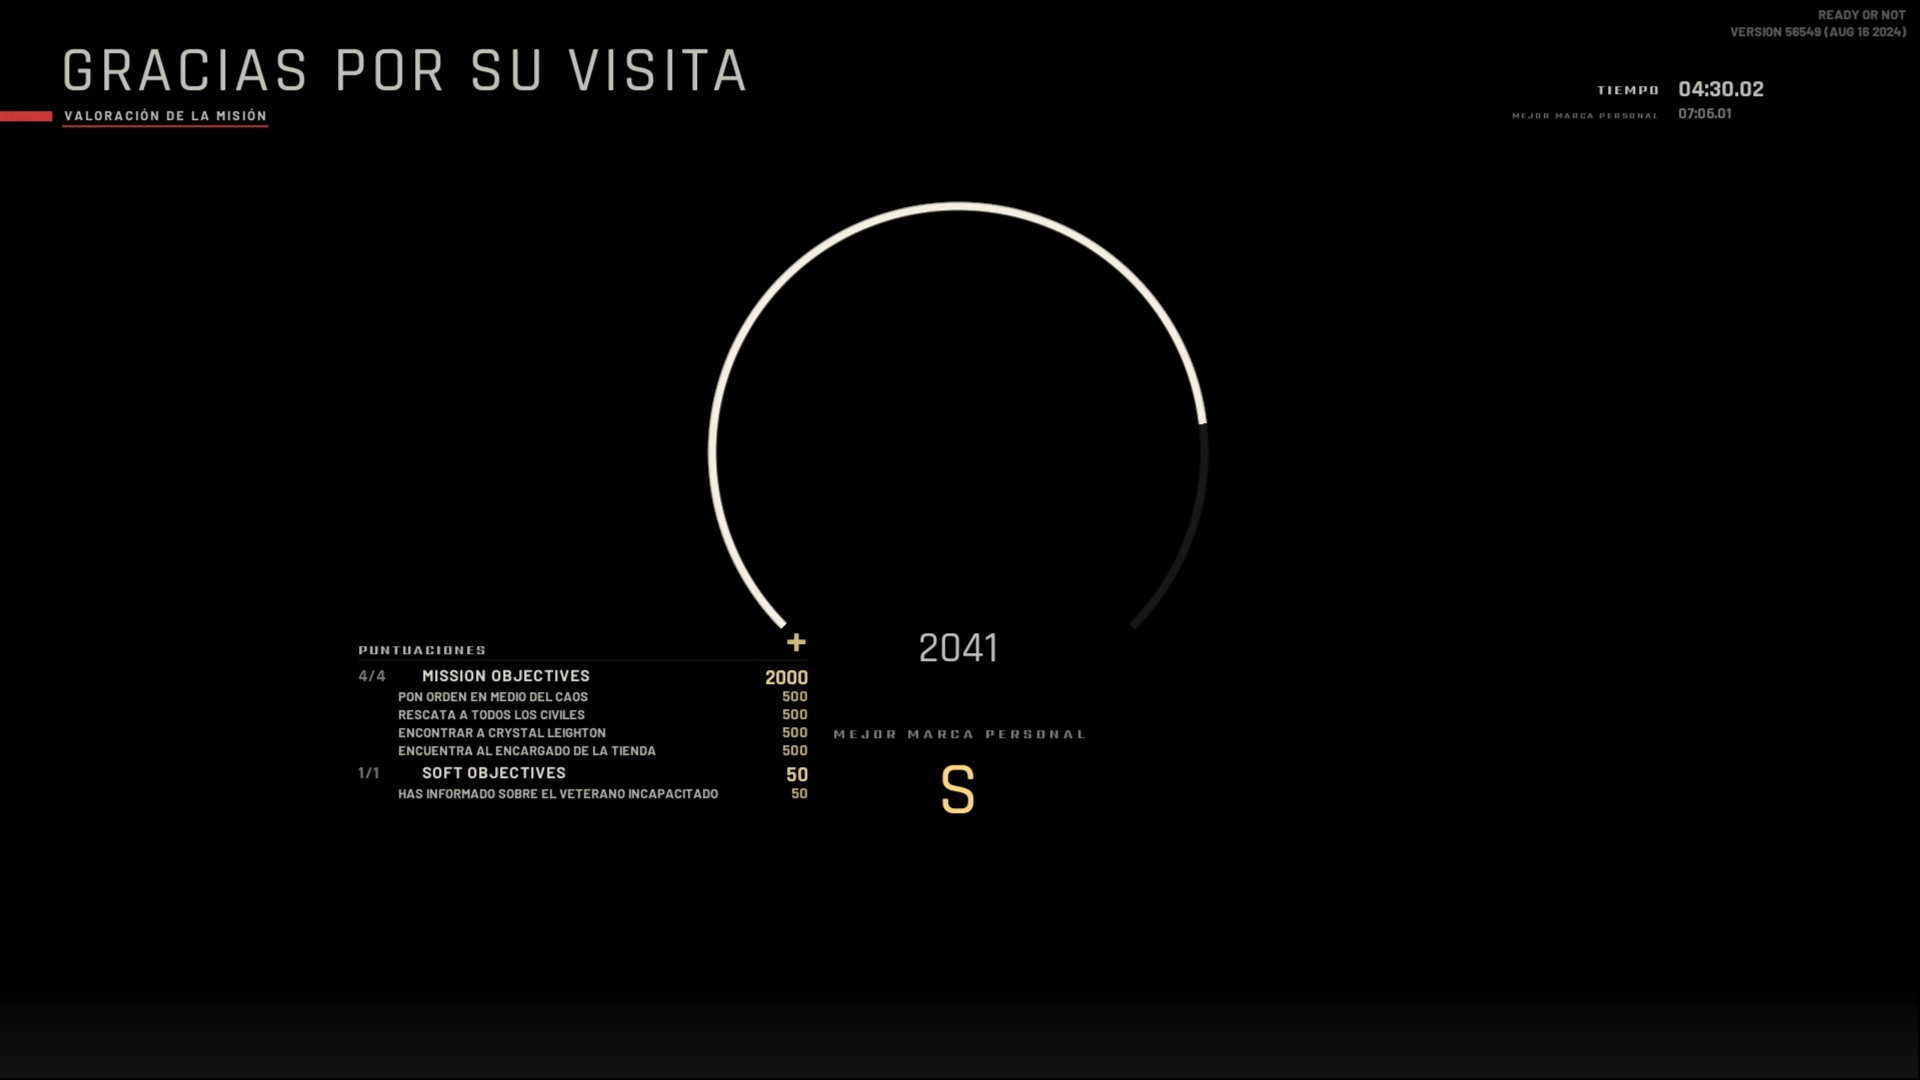 READY OR NOT
VERSION 56549 (AUG 16 2024)
GRACIAS POR SU VISITA
VALORACIÓN DE LA MISIÓN
TIEMPO 04:30.02
MEJOR MARCA PERSONAL 07:06.01
PUNTUACIONES +
4/4 MISSION OBJECTIVES 2000
PON ORDEN EN MEDIO DEL CAOS 500
RESCATA A TODOS LOS CIVILES 500
ENCONTRAR A CRYSTAL LEIGHTON 500
ENCUENTRA AL ENCARGADO DE LA TIENDA 500
1/1 SOFT OBJECTIVES 50
HAS INFORMADO SOBRE EL VETERANO INCAPACITADO 50
2041
MEJOR MARCA PERSONAL
S